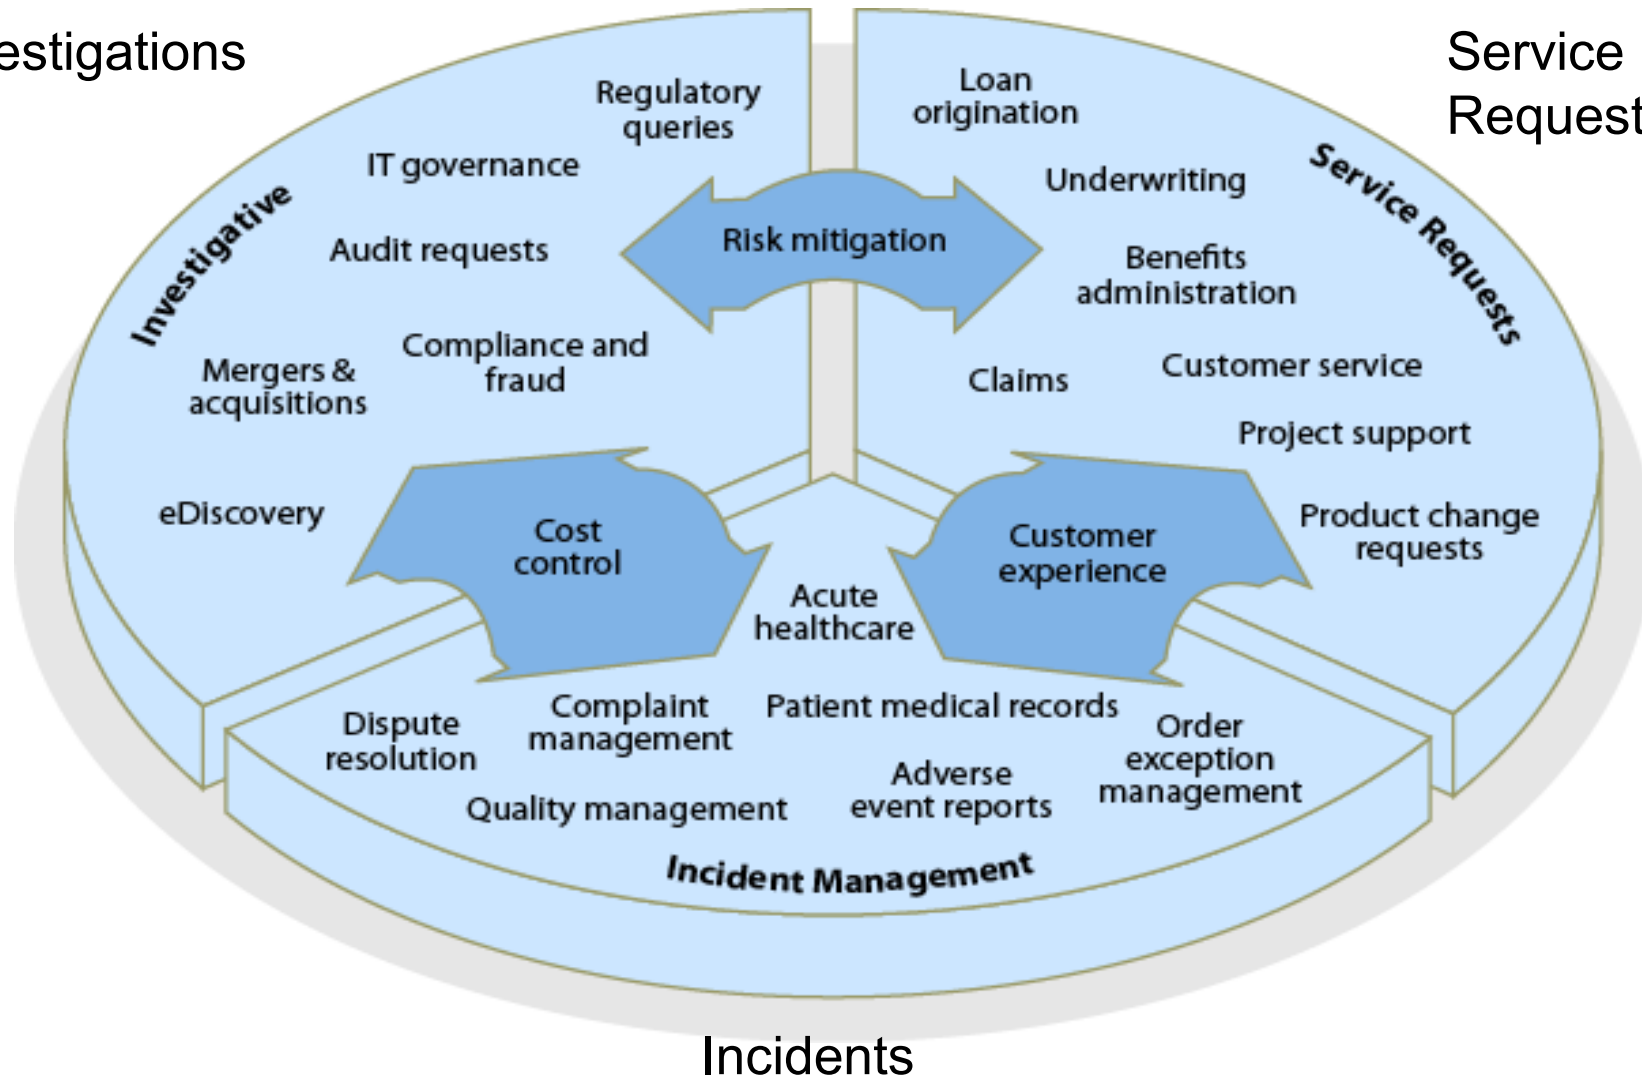 estigations
Service
Request
Regulatory
queries
IT governance
Audit requests
Investigative
Compliance and
fraud
Mergers &
acquisitions
eDiscovery
Risk mitigation
Loan
origination
Underwriting
Service Requests
Benefits
administration
Customer service
Claims
Project support
Product change
requests
Cost
control
Customer
experience
Acute
healthcare
Dispute
resolution
Complaint
management
Patient medical records
Order
exception
management
Quality management
Adverse
event reports
Incident Management
Incidents